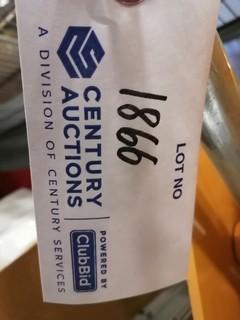 LOT NO
1866
CENTURY
AUCTIONS
POWERED BY
ClubBid
A DIVISION OF CENTURY SERVICES